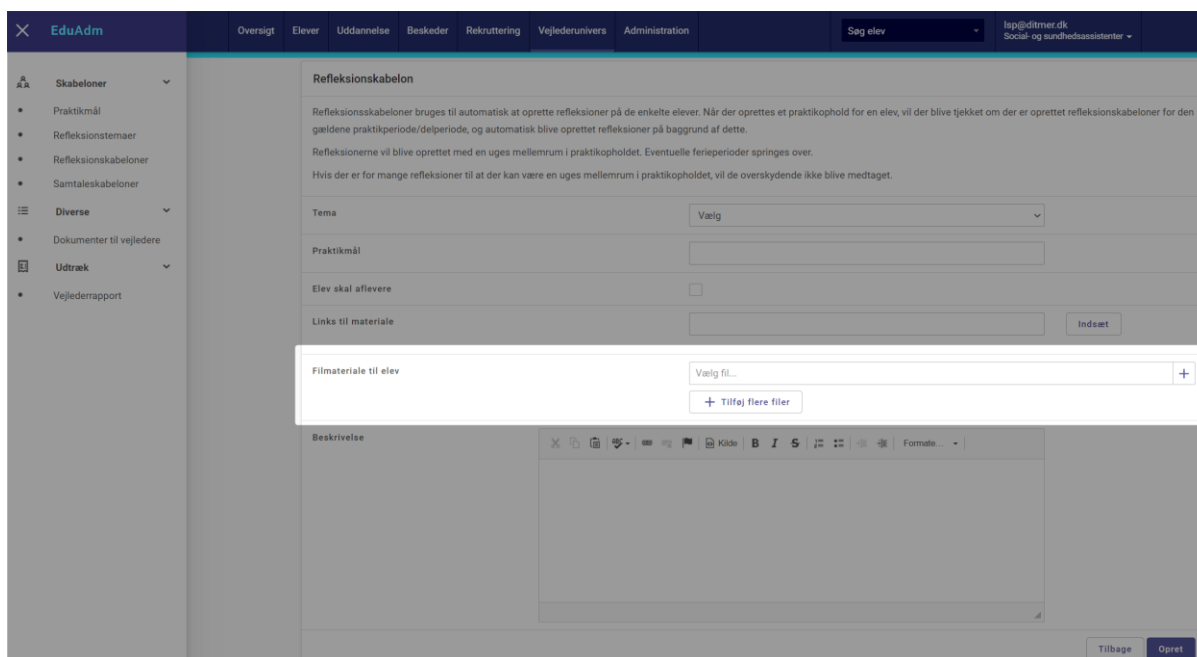 EduAdm
Oversigt Elever Uddannelse Beskeder Rekruttering Vejlederunivers Administration
Søg elev
lsp@ditmer.dk
Social- og sundhedsassistenter
Skabeloner
Praktikmål
Refleksionstemaer
Refleksionskabeloner
Samtaleskabeloner
Diverse
Dokumenter til vejledere
Udtræk
Vejlederrapport
Refleksionskabelon
Refleksionsskabeloner bruges til automatisk at oprette refleksioner på de enkelte elever. Når der oprettes et praktikophold for en elev, vil der blive tjekket om der er oprettet refleksionskabeloner for den
gældene praktikperiode/delperiode, og automatisk blive oprettet refleksioner på baggrund af dette.
Refleksionerne vil blive oprettet med en uges mellemrum i praktikopholdet. Eventuelle ferieperioder springes over.
Hvis der er for mange refleksioner til at der kan være en uges mellemrum i praktikopholdet, vil de overskydende ikke blive medtaget.
Tema
Vælg
Praktikmål
Elev skal aflevere
Links til materiale
Indsæt
Filmateriale til elev
Vælg fil...
+
+ Tilføj flere filer
Beskrivelse
ABC Kilde B I S Formate...
Tilbage Opret